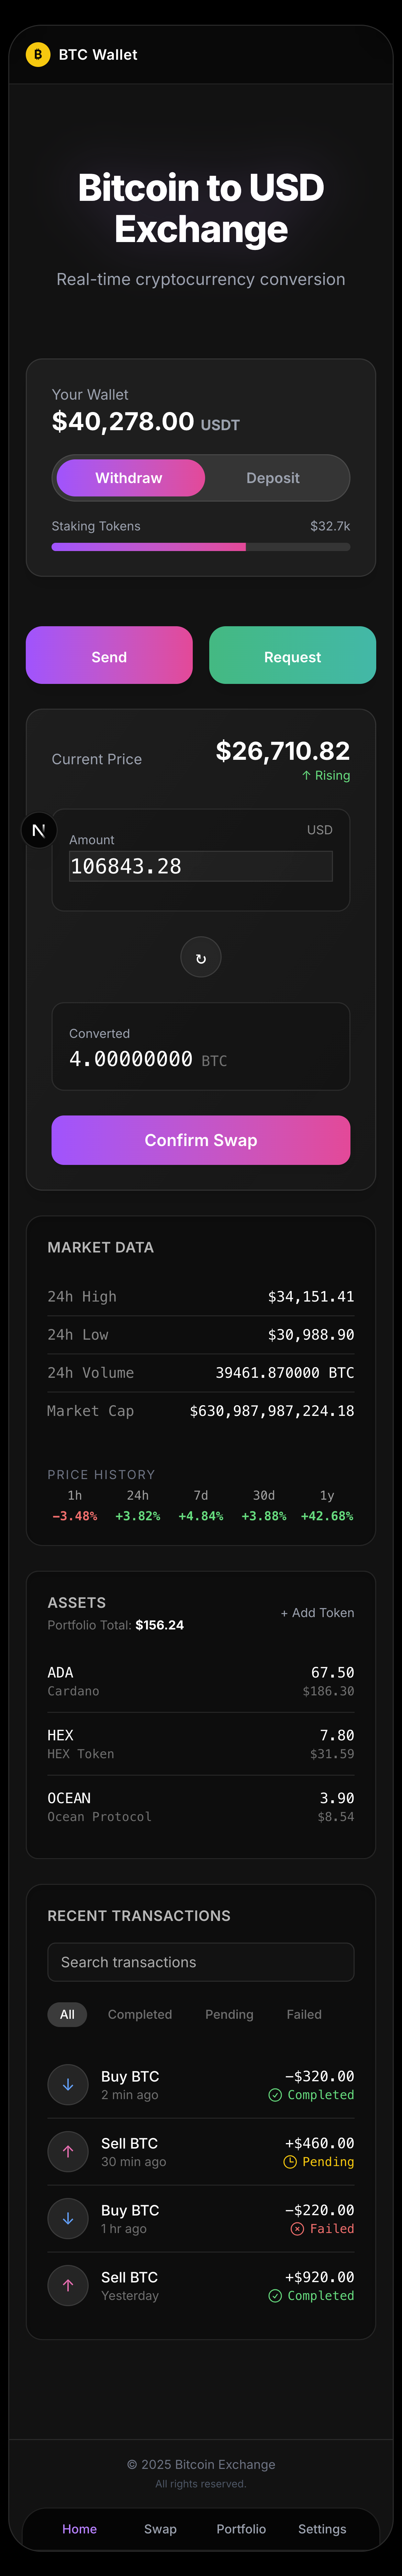 ₿ BTC Wallet
Bitcoin to USD
Exchange
Real-time cryptocurrency conversion
Your Wallet
$40,278.00 USDT
Withdraw Deposit
Staking Tokens $32.7k
Send Request
Current Price $26,710.82
↑ Rising
N
USD
Amount
106843.28
↻
Converted
4.00000000 BTC
Confirm Swap
MARKET DATA
24h High $34,151.41
24h Low $30,988.90
24h Volume 39461.870000 BTC
Market Cap $630,987,987,224.18
PRICE HISTORY
1h 24h 7d 30d 1y
−3.48% +3.82% +4.84% +3.88% +42.68%
ASSETS
Portfolio Total: $156.24
+ Add Token
ADA 67.50
Cardano $186.30
HEX 7.80
HEX Token $31.59
OCEAN 3.90
Ocean Protocol $8.54
RECENT TRANSACTIONS
Search transactions
All Completed Pending Failed
Buy BTC −$320.00
2 min ago Completed
Sell BTC +$460.00
30 min ago Pending
Buy BTC −$220.00
1 hr ago Failed
Sell BTC +$920.00
Yesterday Completed
© 2025 Bitcoin Exchange
All rights reserved.
Home Swap Portfolio Settings